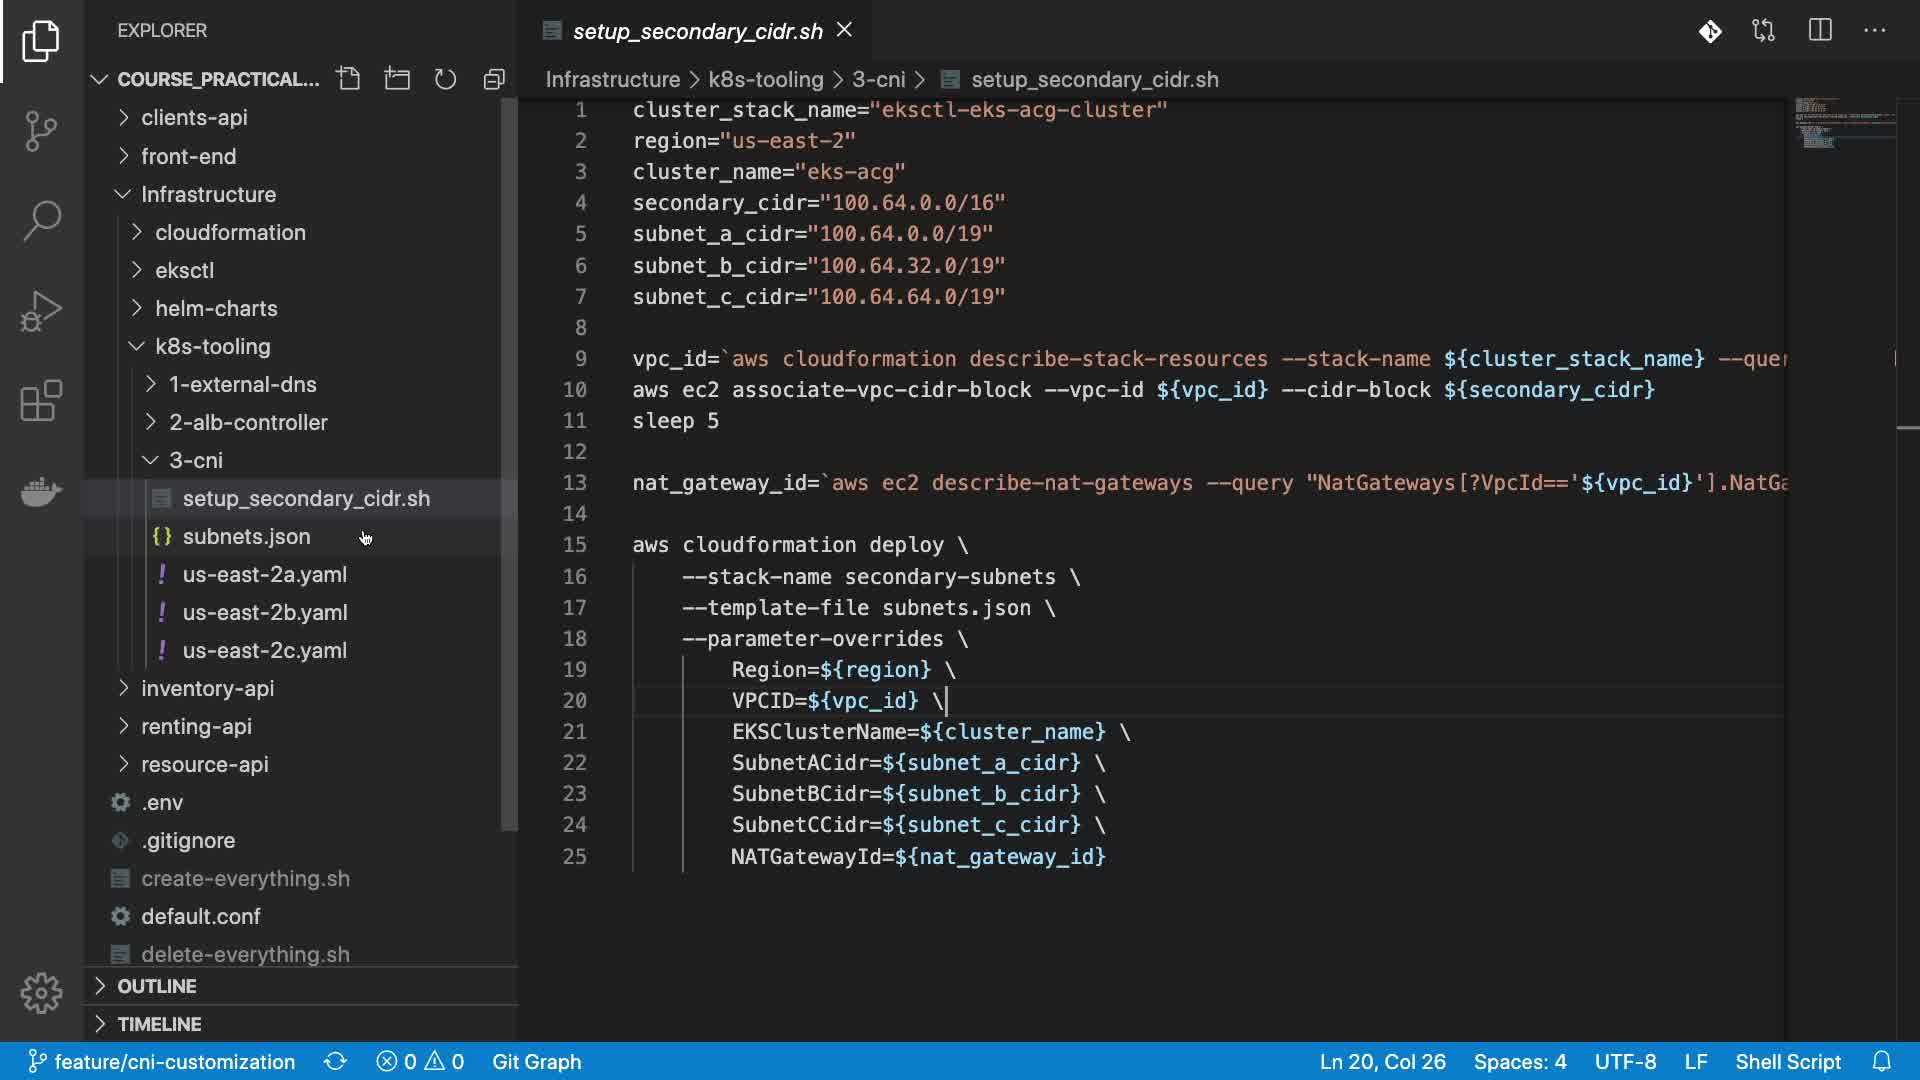 EXPLORER
COURSE_PRACTICAL...
clients-api
front-end
Infrastructure
cloudformation
eksctl
helm-charts
k8s-tooling
1-external-dns
2-alb-controller
3-cni
setup_secondary_cidr.sh
{} subnets.json
! us-east-2a.yaml
! us-east-2b.yaml
! us-east-2c.yaml
inventory-api
renting-api
resource-api
.env
.gitignore
create-everything.sh
default.conf
delete-everything.sh
OUTLINE
TIMELINE
setup_secondary_cidr.sh
Infrastructure > k8s-tooling > 3-cni > setup_secondary_cidr.sh
1 cluster_stack_name="eksctl-eks-acg-cluster"
2 region="us-east-2"
3 cluster_name="eks-acg"
4 secondary_cidr="100.64.0.0/16"
5 subnet_a_cidr="100.64.0.0/19"
6 subnet_b_cidr="100.64.32.0/19"
7 subnet_c_cidr="100.64.64.0/19"
8
9 vpc_id=`aws cloudformation describe-stack-resources --stack-name ${cluster_stack_name} --quer
10 aws ec2 associate-vpc-cidr-block --vpc-id ${vpc_id} --cidr-block ${secondary_cidr}
11 sleep 5
12
13 nat_gateway_id=`aws ec2 describe-nat-gateways --query "NatGateways[?VpcId=='${vpc_id}'].NatGa
14
15 aws cloudformation deploy \
16 --stack-name secondary-subnets \
17 --template-file subnets.json \
18 --parameter-overrides \
19 Region=${region} \
20 VPCID=${vpc_id} \
21 EKSClusterName=${cluster_name} \
22 SubnetACidr=${subnet_a_cidr} \
23 SubnetBCidr=${subnet_b_cidr} \
24 SubnetCCidr=${subnet_c_cidr} \
25 NATGatewayId=${nat_gateway_id}
feature/cni-customization 0 0 Git Graph Ln 20, Col 26 Spaces: 4 UTF-8 LF Shell Script